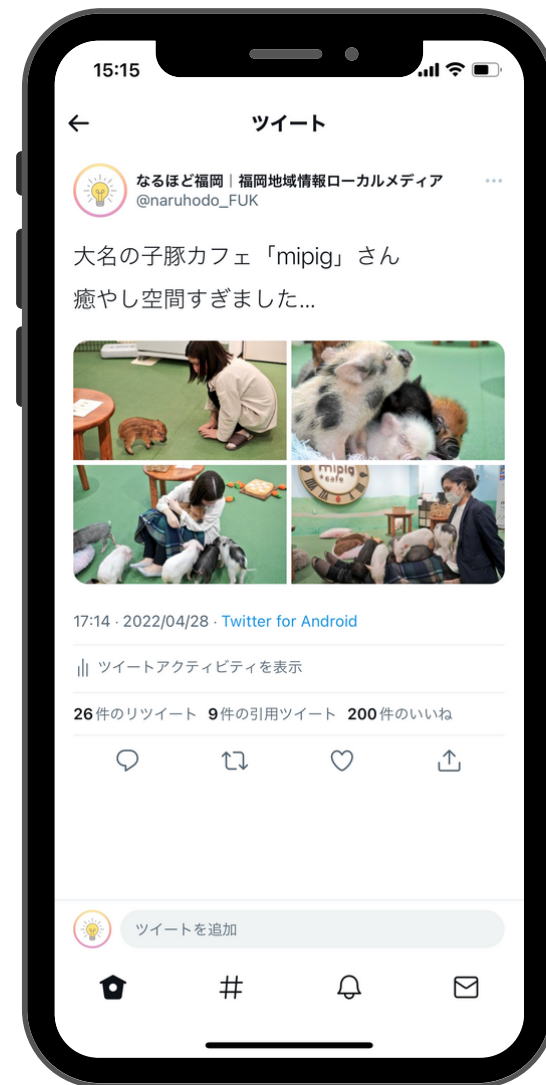 15:15
ツイート
なるほど福岡｜福岡地域情報ローカルメディア
@naruhodo_FUK
大名の子豚カフェ「mipig」さん
癒やし空間すぎました...
mipig
cafe
17:14 · 2022/04/28 · Twitter for Android
ツイートアクティビティを表示
26件のリツイート 9件の引用ツイート 200件のいいね
ツイートを追加